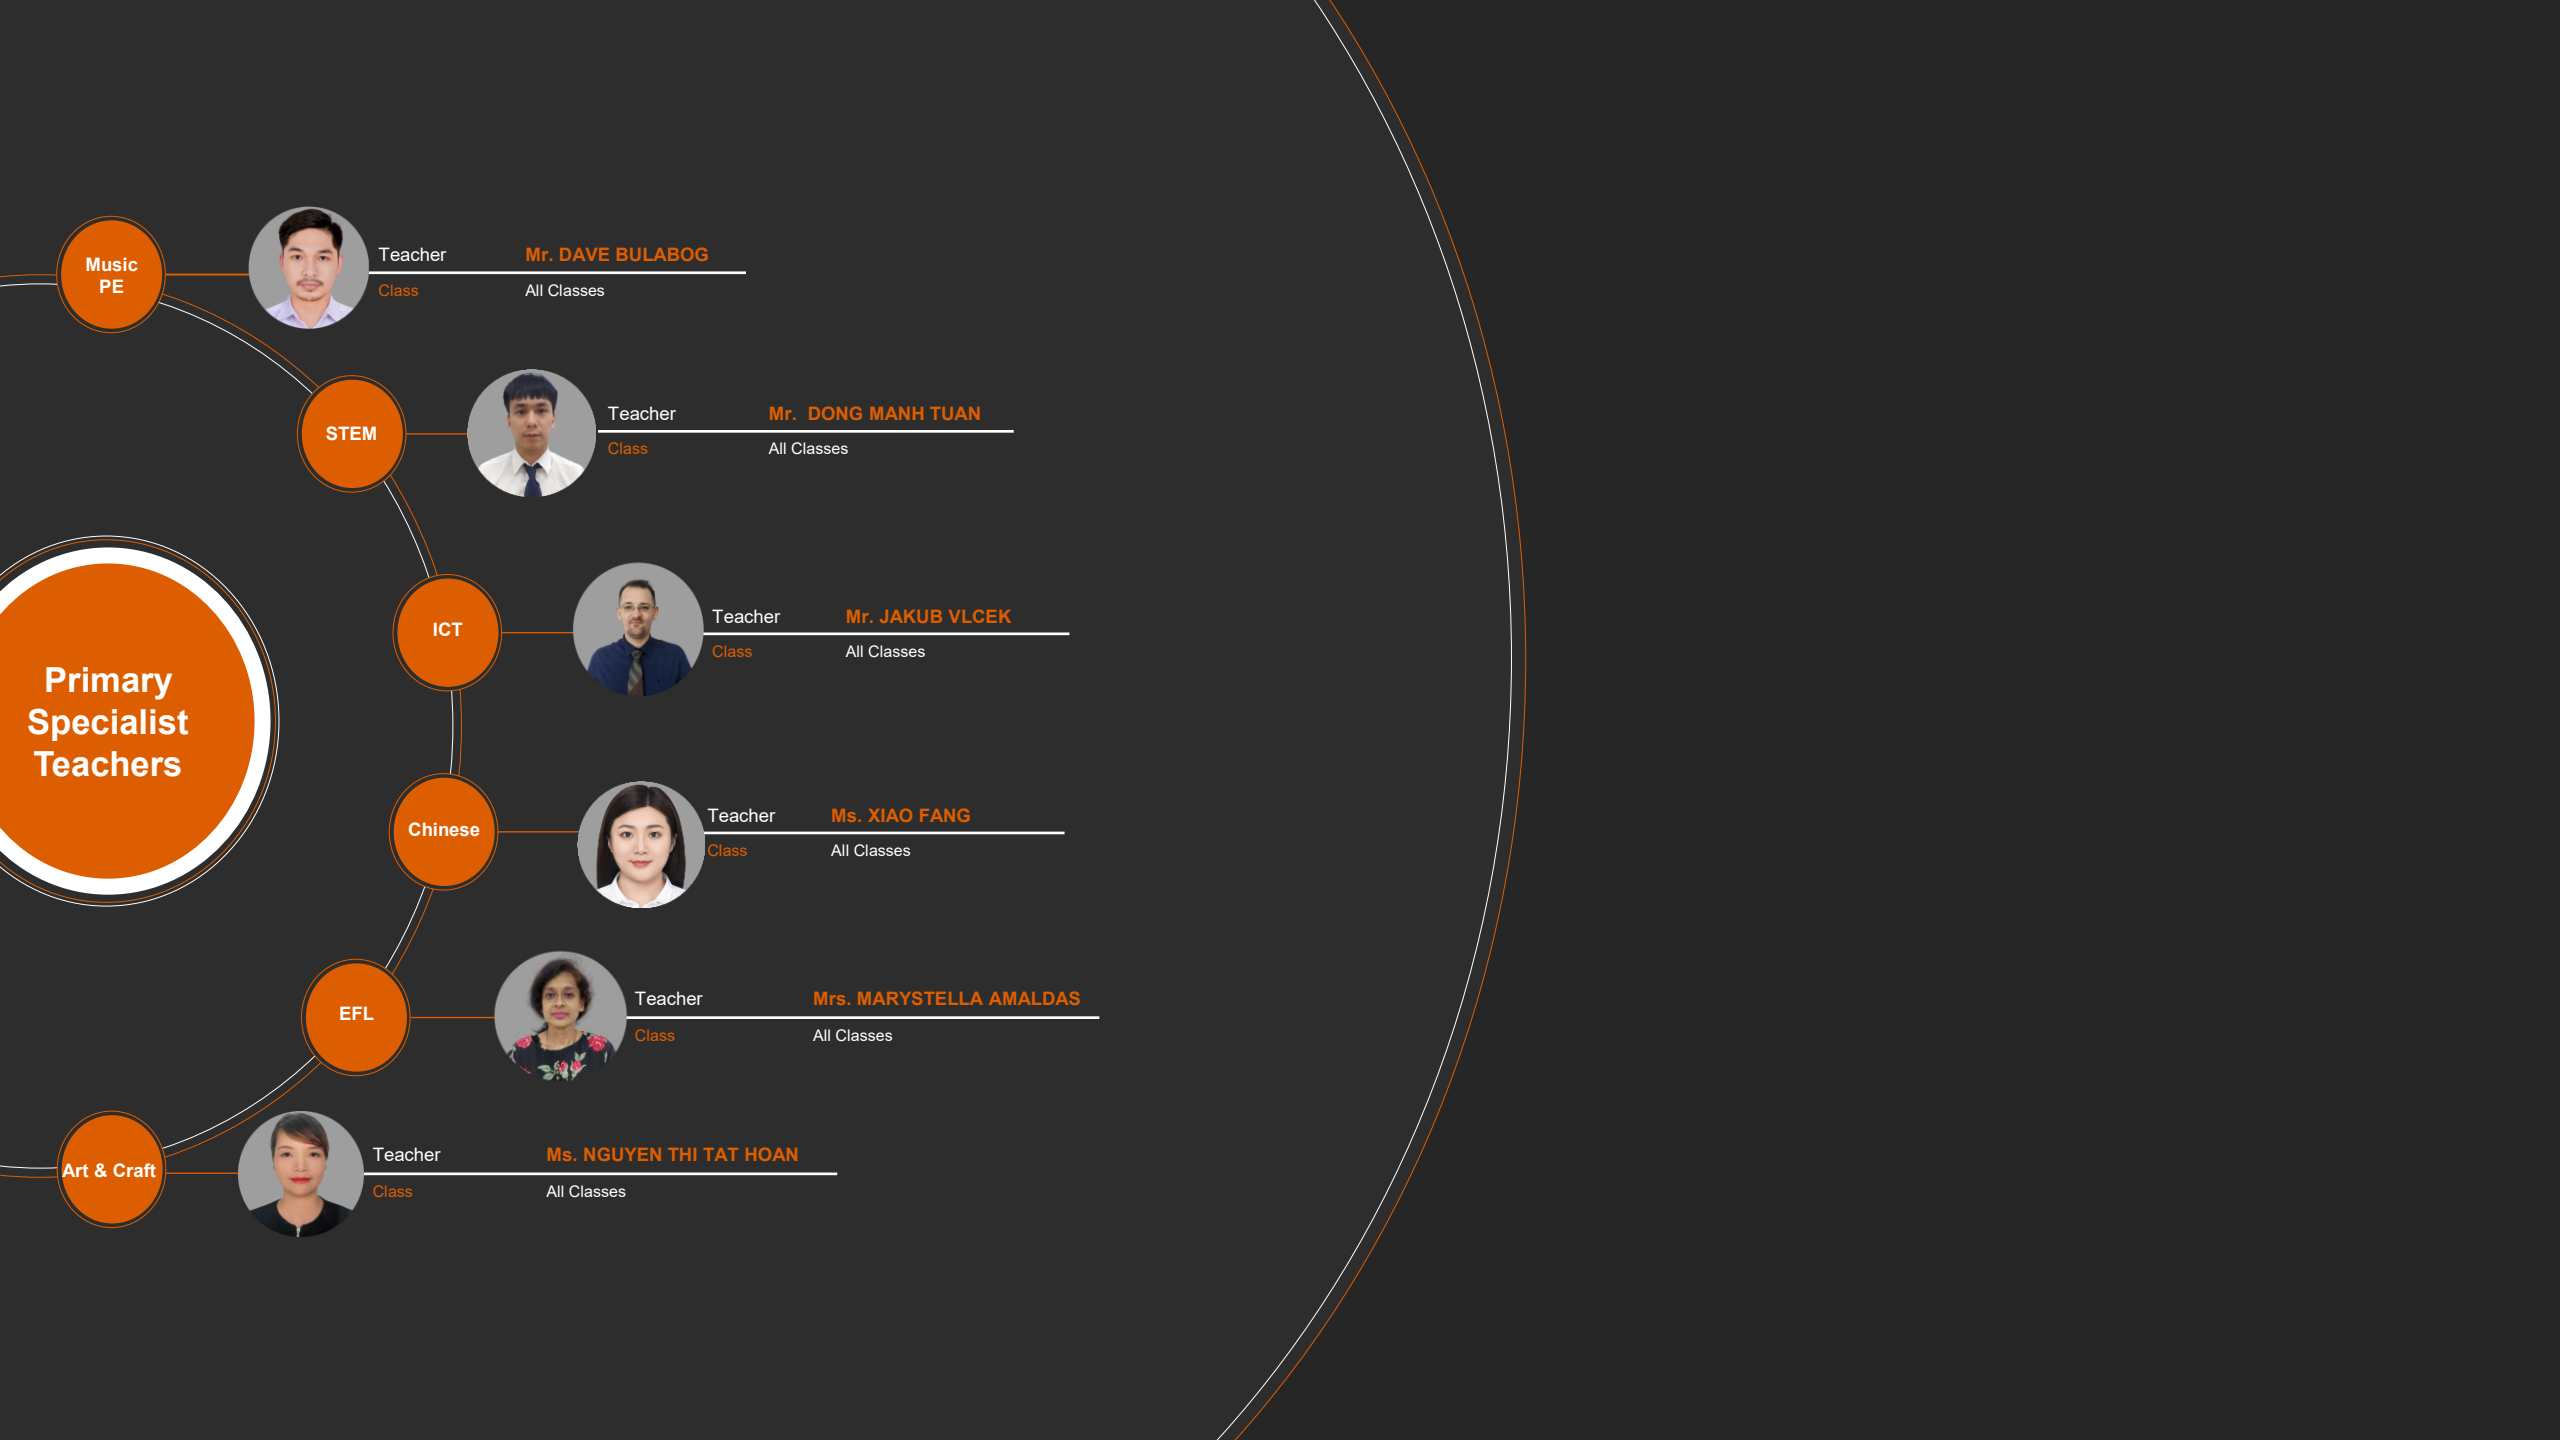 Music
PE
Teacher Mr. DAVE BULABOG
Class All Classes
STEM
Teacher Mr.  DONG MANH TUAN
Class All Classes
ICT
Teacher Mr. JAKUB VLCEK
Class All Classes
Primary
Specialist
Teachers
Chinese
Teacher Ms. XIAO FANG
Class All Classes
EFL
Teacher Mrs. MARYSTELLA AMALDAS
Class All Classes
Art & Craft
Teacher Ms. NGUYEN THI TAT HOAN
Class All Classes